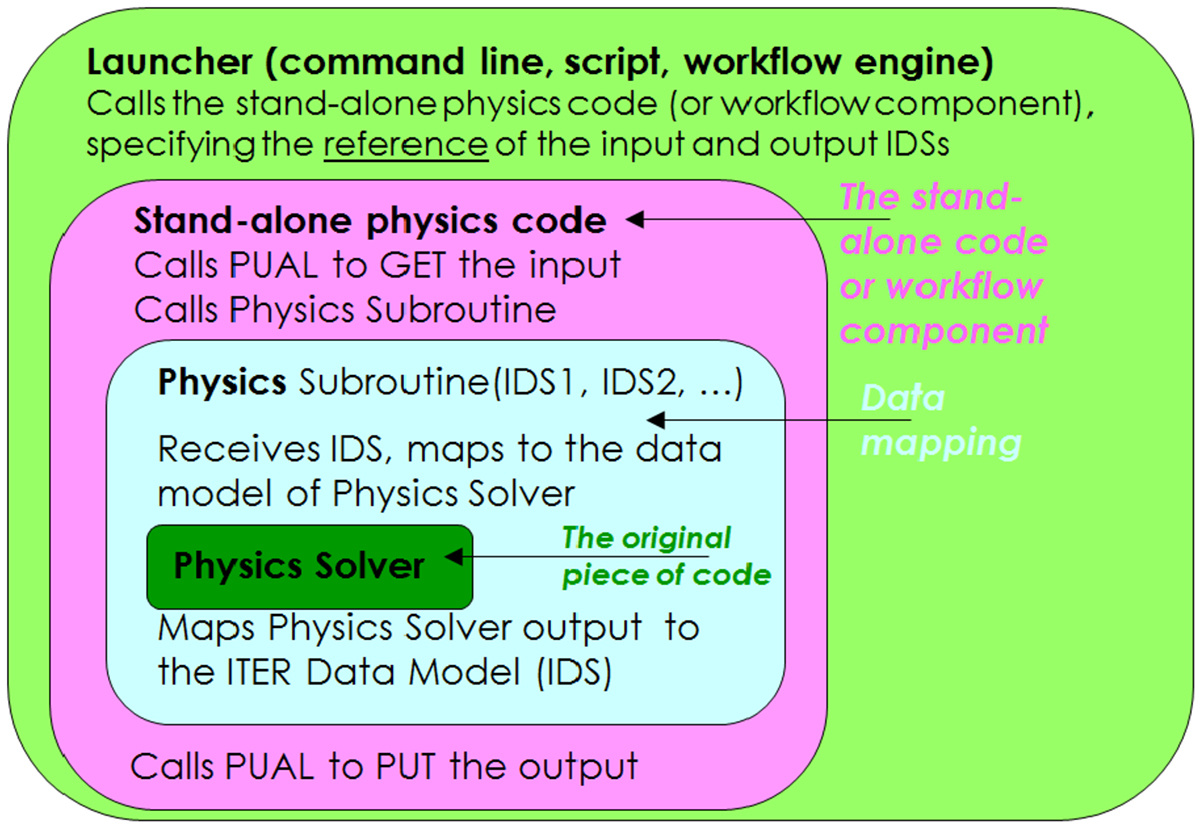 Launcher (command line, script, workflow engine)
Calls the stand-alone physics code (or workflow component),
specifying the reference of the input and output IDSs
The stand-
alone code
or workflow
component
Stand-alone physics code
Calls PUAL to GET the input
Calls Physics Subroutine
Physics Subroutine(IDS1, IDS2, …)
Data
mapping
Receives IDS, maps to the data
model of Physics Solver
The original
piece of code
Physics Solver
Maps Physics Solver output to
the ITER Data Model (IDS)
Calls PUAL to PUT the output